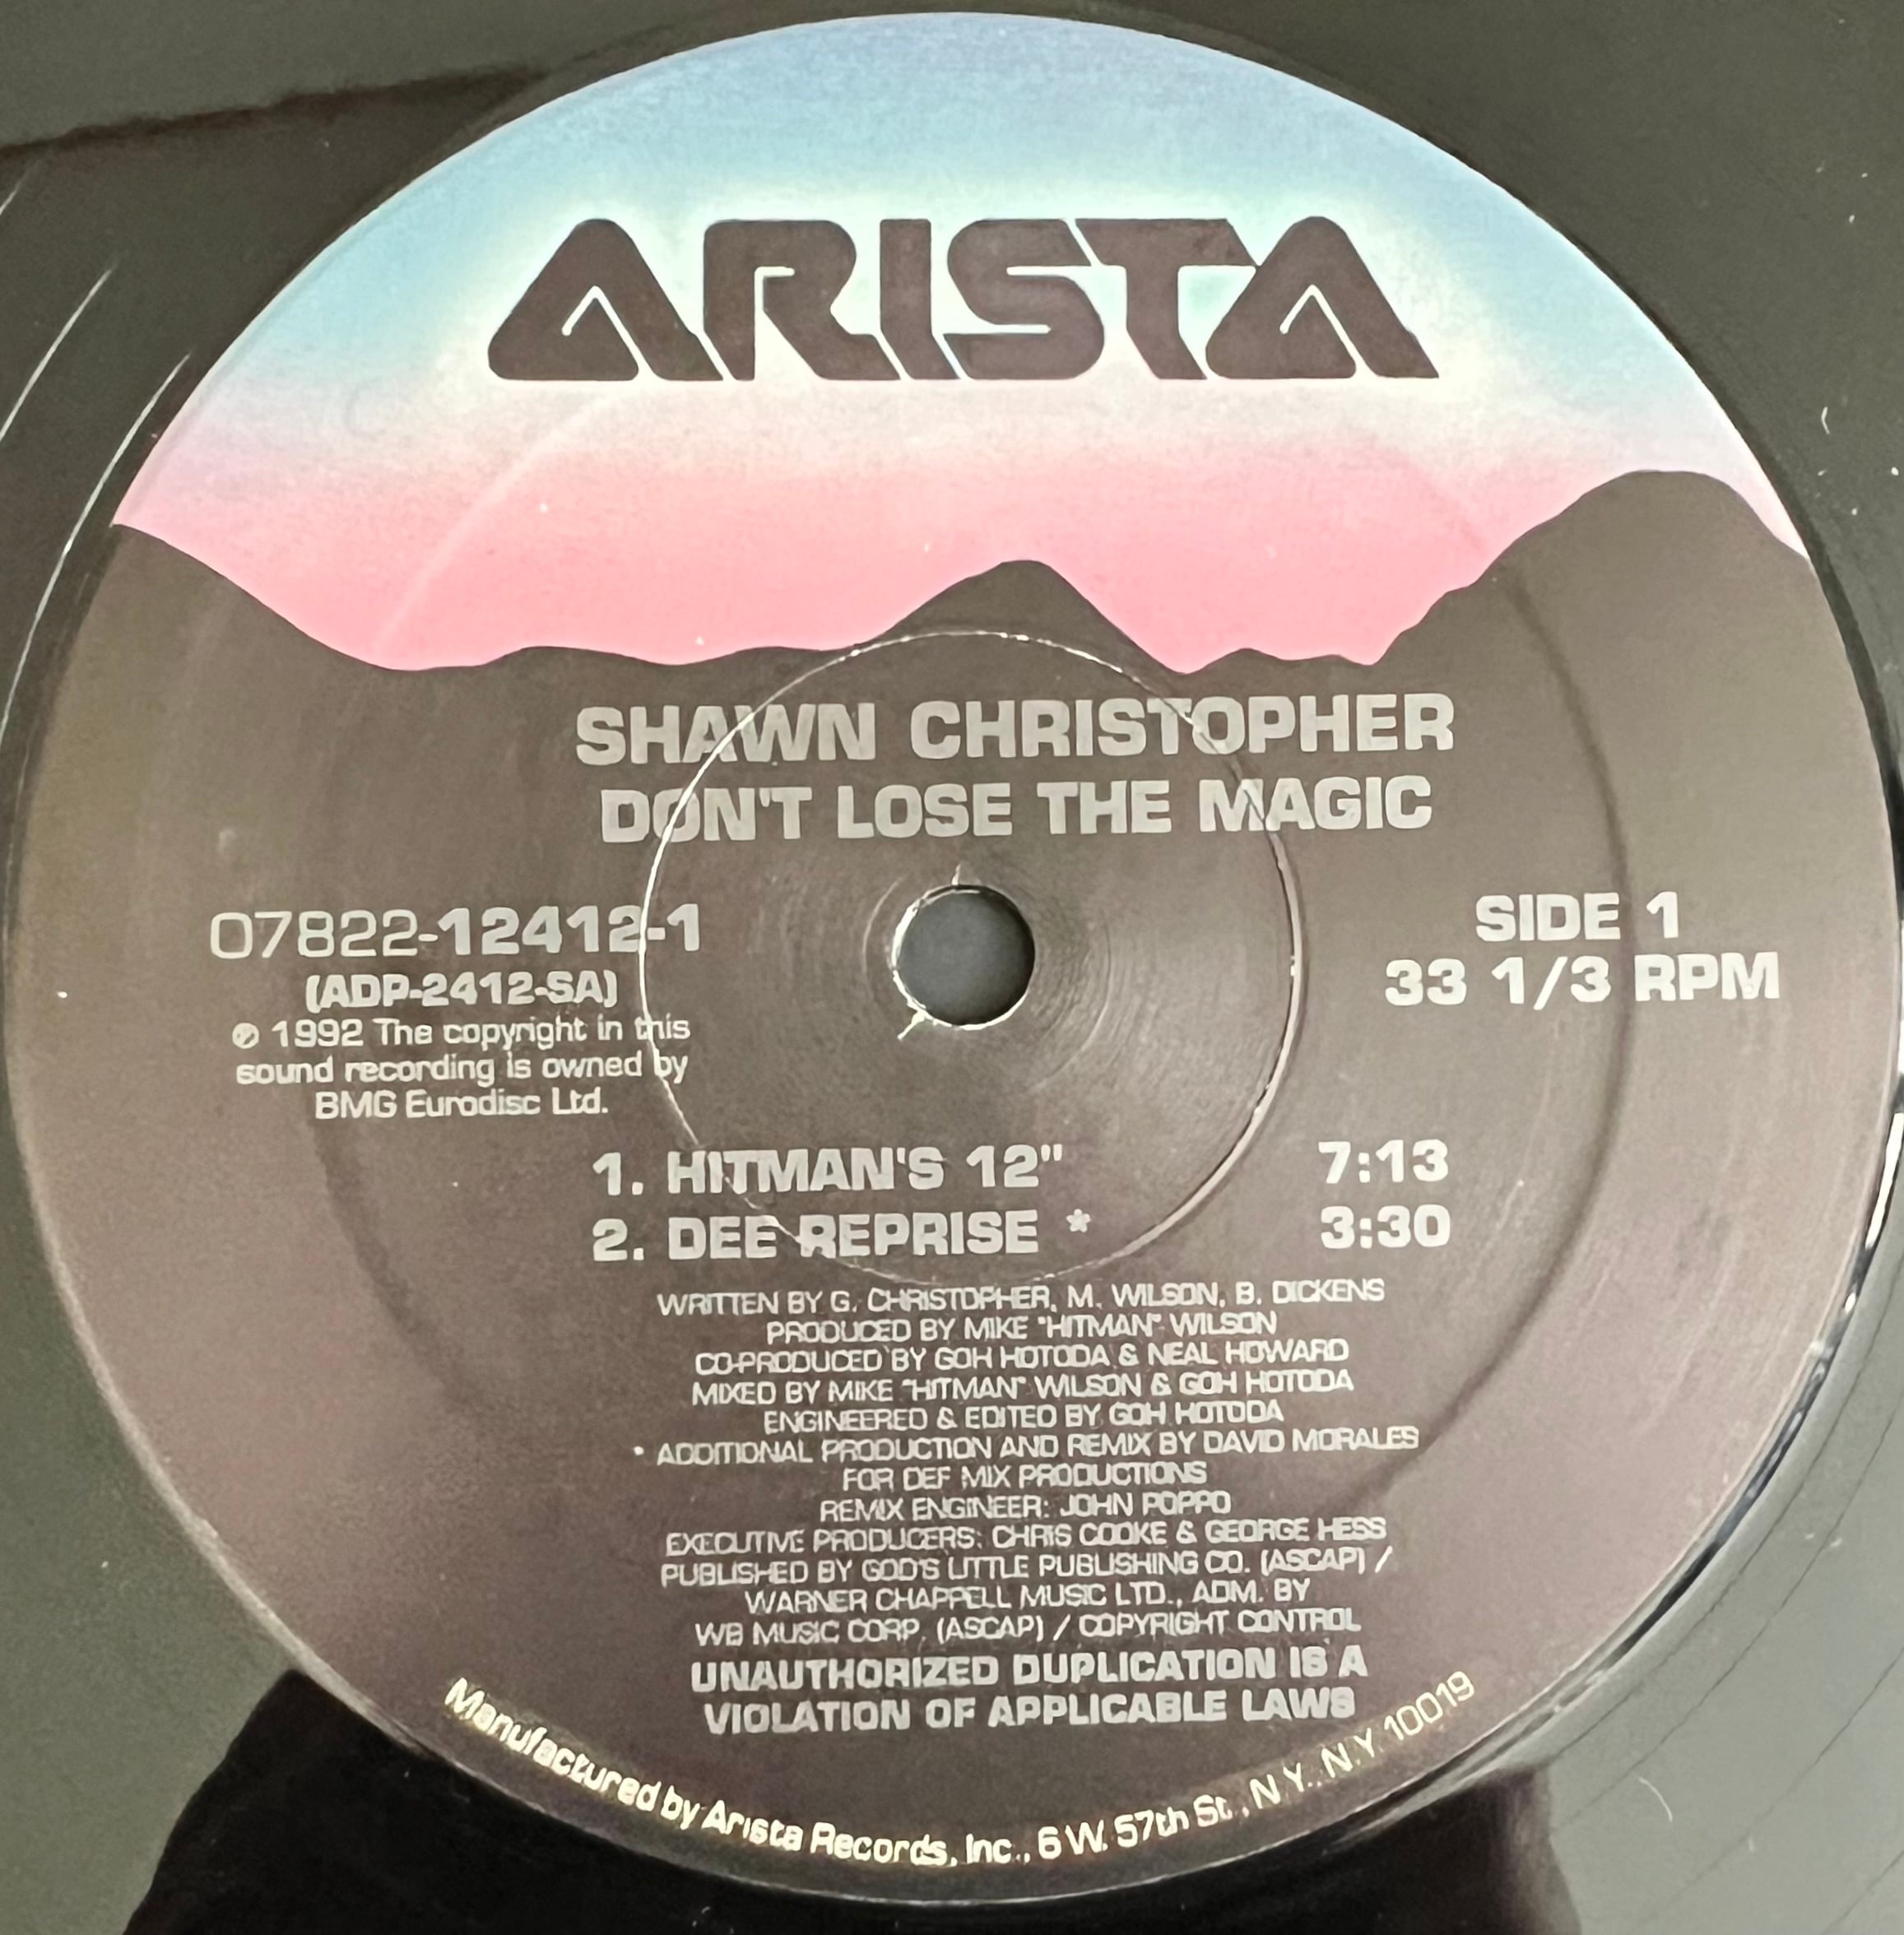 ARISTA
SHAWN CHRISTOPHER
DON'T LOSE THE MAGIC
07822-12412-1
(ADP-2412-SA)
℗ 1992 The copyright in this
sound recording is owned by
BMG Eurodisc Ltd.
SIDE 1
33 1/3 RPM
1. HITMAN'S 12" 7:13
2. DEE REPRISE * 3:30
WRITTEN BY G. CHRISTOPHER, M. WILSON, B. DICKENS
PRODUCED BY MIKE "HITMAN" WILSON
CO-PRODUCED BY GOH HOTODA & NEAL HOWARD
MIXED BY MIKE "HITMAN" WILSON & GOH HOTODA
ENGINEERED & EDITED BY GOH HOTODA
* ADDITIONAL PRODUCTION AND REMIX BY DAVID MORALES
FOR DEF MIX PRODUCTIONS
REMIX ENGINEER: JOHN POPPO
EXECUTIVE PRODUCERS: CHRIS COOKE & GEORGE HESS
PUBLISHED BY GOD'S LITTLE PUBLISHING CO. (ASCAP) /
WARNER CHAPPELL MUSIC LTD., ADM. BY
WB MUSIC CORP. (ASCAP) / COPYRIGHT CONTROL
UNAUTHORIZED DUPLICATION IS A
VIOLATION OF APPLICABLE LAWS
Manufactured by Arista Records, Inc., 6 W. 57th St., N.Y., N.Y. 10019